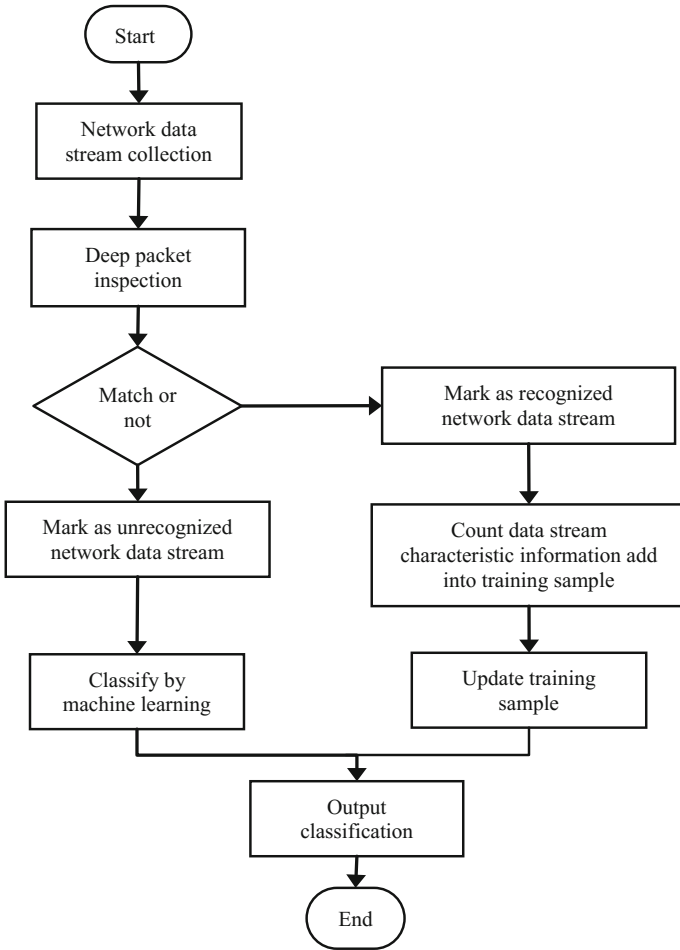 Start
Network data
stream collection
Deep packet
inspection
Match or
not
Mark as recognized
network data stream
Mark as unrecognized
network data stream
Count data stream
characteristic information add
into training sample
Classify by
machine learning
Update training
sample
Output
classification
End